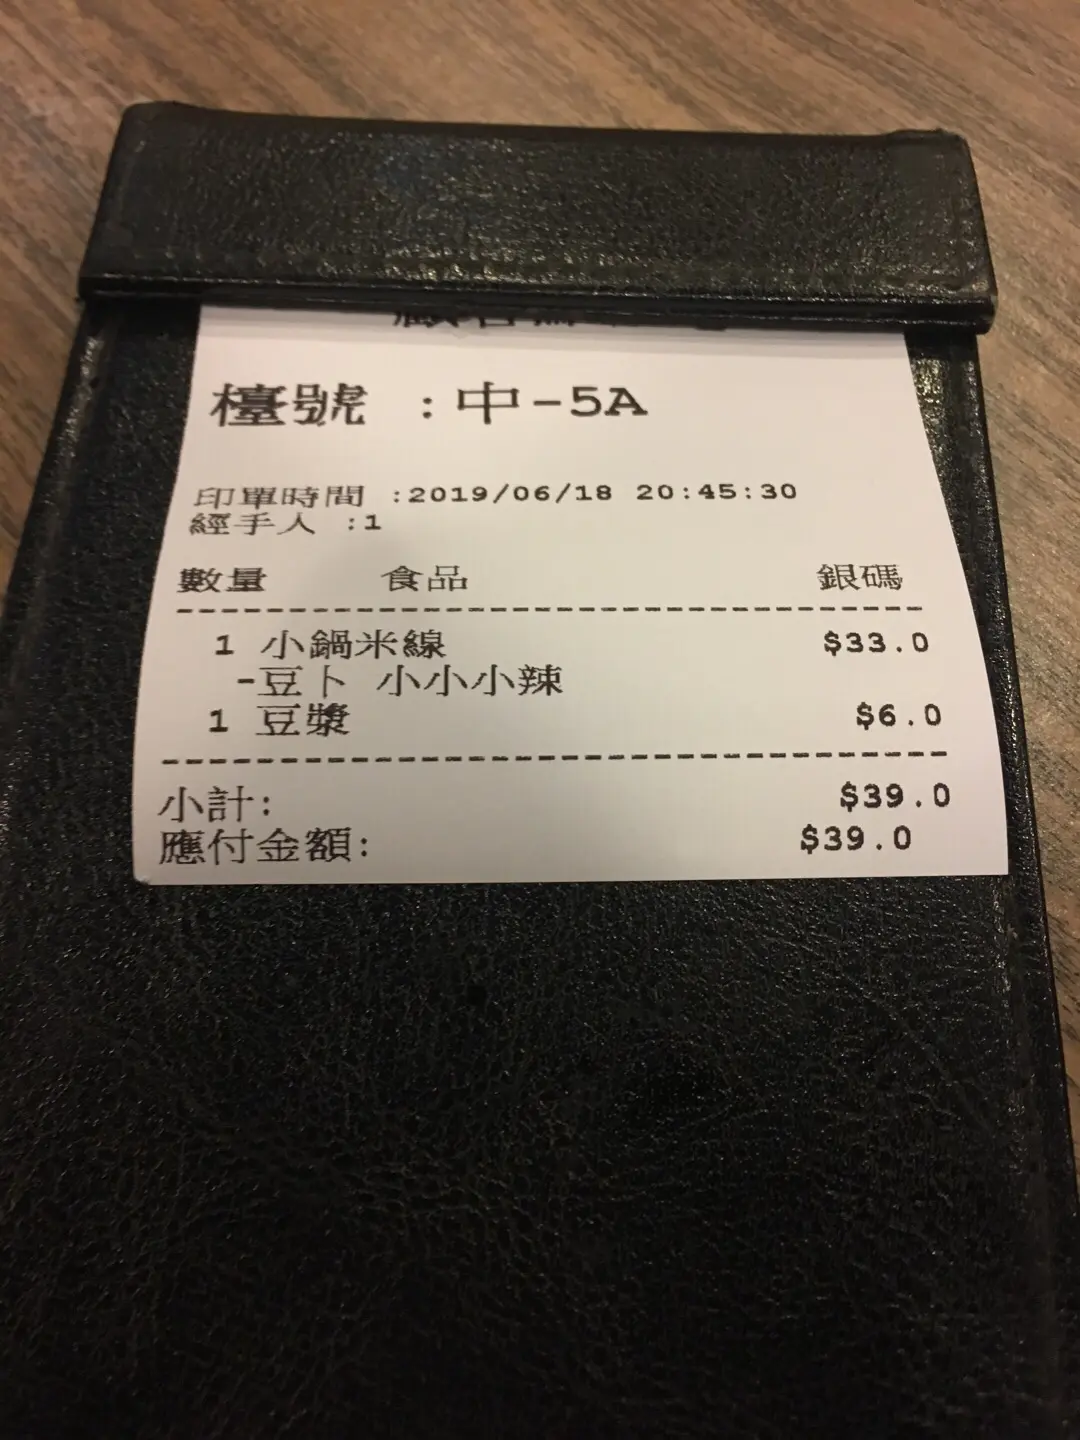 檯號 :中-5A
印單時間 :2019/06/18 20:45:30
經手人 :1
數量 食品 銀碼
1 小鍋米線 $33.0
-豆卜 小小小辣
1 豆漿 $6.0
小計: $39.0
應付金額: $39.0